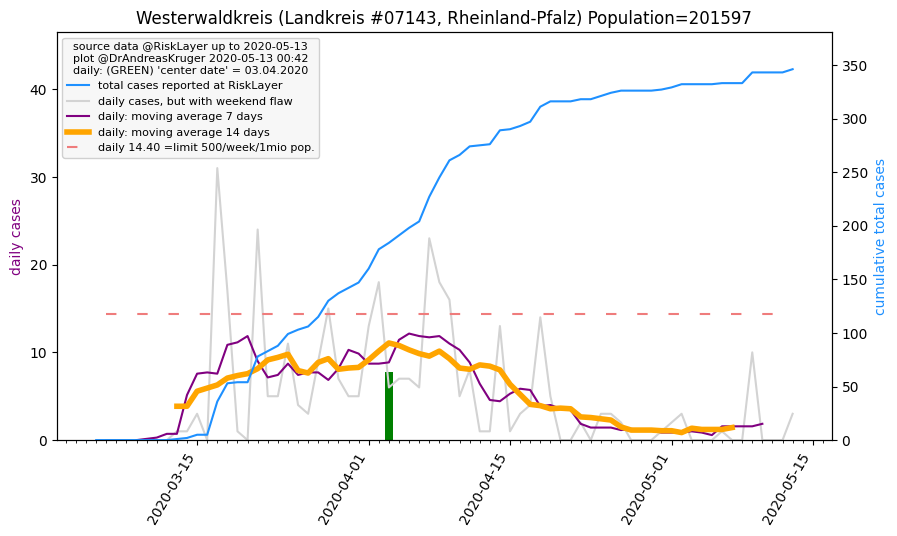 Westerwaldkreis (Landkreis #07143, Rheinland-Pfalz) Population=201597
source data @RiskLayer up to 2020-05-13
plot @DrAndreasKruger 2020-05-13 00:42
daily: (GREEN) 'center date' = 03.04.2020
total cases reported at RiskLayer
daily cases, but with weekend flaw
daily: moving average 7 days
daily: moving average 14 days
daily 14.40 =limit 500/week/1mio pop.
daily cases
40
30
20
10
0
cumulative total cases
350
300
250
200
150
100
50
0
2020-03-15
2020-04-01
2020-04-15
2020-05-01
2020-05-15